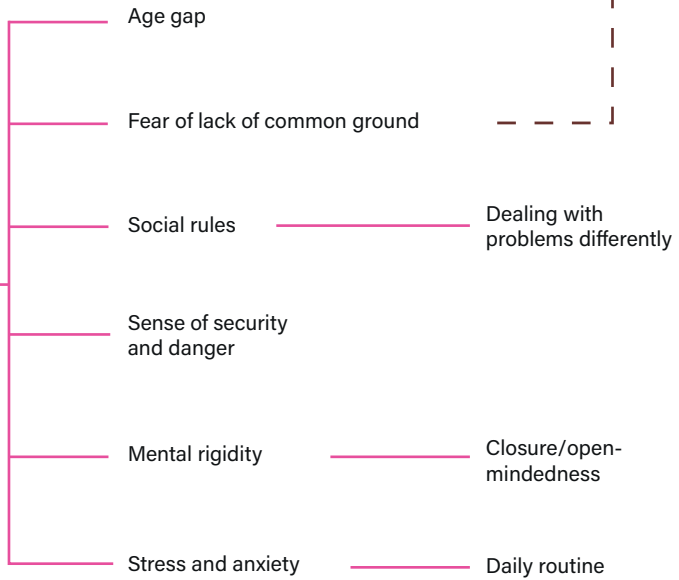 Age gap
Fear of lack of common ground
Social rules
Dealing with
problems differently
Sense of security
and danger
Mental rigidity
Closure/open-
mindedness
Stress and anxiety
Daily routine